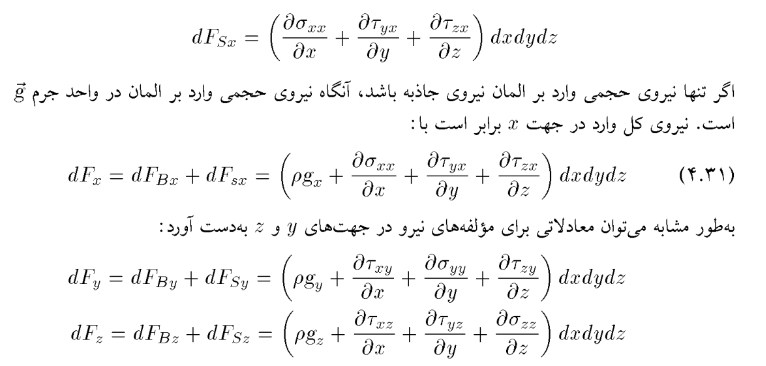 $dF_{Sx} = \left( \frac{\partial \sigma_{xx}}{\partial x} + \frac{\partial \tau_{yx}}{\partial y} + \frac{\partial \tau_{zx}}{\partial z} \right) dxdydz$
اگر تنها نیروی حجمی وارد بر المان نیروی جاذبه باشد، آنگاه نیروی حجمی وارد بر المان در واحد جرم $\vec{g}$
است. نیروی کل وارد در جهت $x$ برابر است با:
$dF_x = dF_{Bx} + dF_{sx} = \left( \rho g_x + \frac{\partial \sigma_{xx}}{\partial x} + \frac{\partial \tau_{yx}}{\partial y} + \frac{\partial \tau_{zx}}{\partial z} \right) dxdydz$ (۴.۳۱)
به‌طور مشابه می‌توان معادلاتی برای مؤلفه‌های نیرو در جهت‌های $y$ و $z$ به‌دست آورد:
$dF_y = dF_{By} + dF_{Sy} = \left( \rho g_y + \frac{\partial \tau_{xy}}{\partial x} + \frac{\partial \sigma_{yy}}{\partial y} + \frac{\partial \tau_{zy}}{\partial z} \right) dxdydz$
$dF_z = dF_{Bz} + dF_{Sz} = \left( \rho g_z + \frac{\partial \tau_{xz}}{\partial x} + \frac{\partial \tau_{yz}}{\partial y} + \frac{\partial \sigma_{zz}}{\partial z} \right) dxdydz$